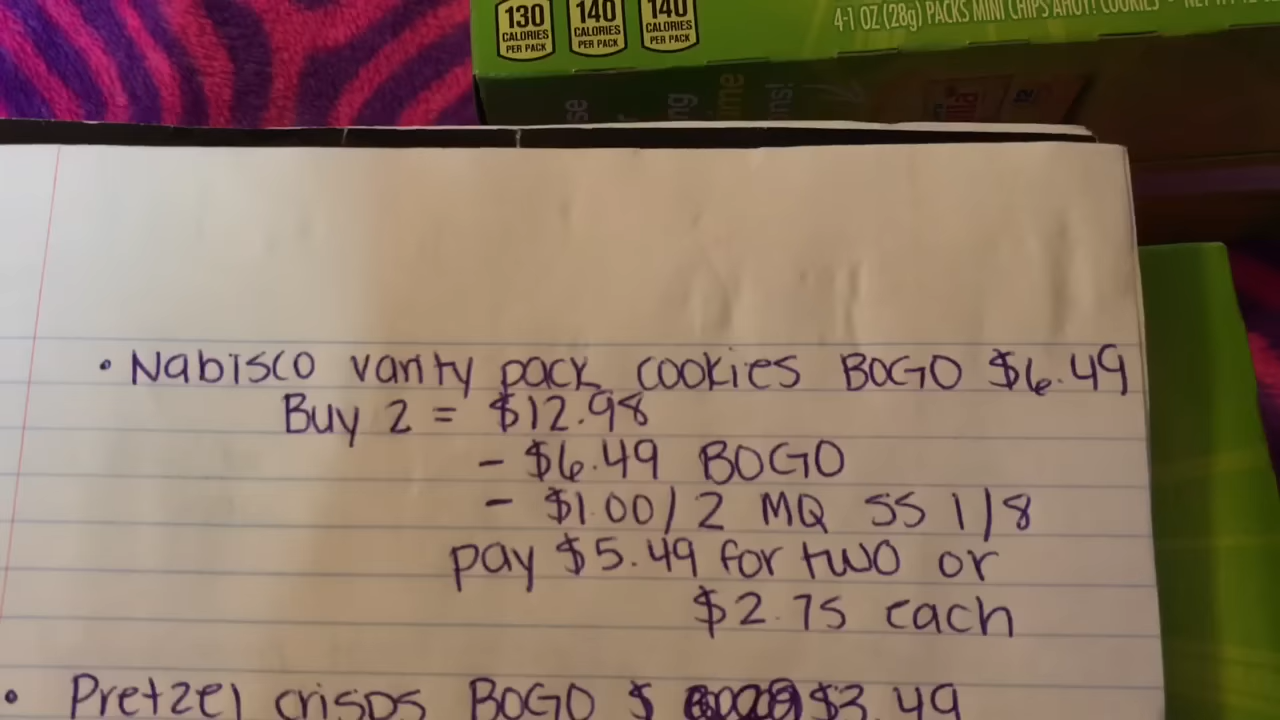 130 CALORIES PER PACK
140 CALORIES PER PACK
140 CALORIES PER PACK
4-1 OZ (28g) PACKS MINI CHIPS AHOY! COOKIES
• Nabisco varity pack cookies BOGO $6.49
Buy 2 = $12.98
- $6.49 BOGO
- $1.00/2 MQ SS 1/8
pay $5.49 for two or
$2.75 each
• Pretzel crisps BOGO $ $3.49